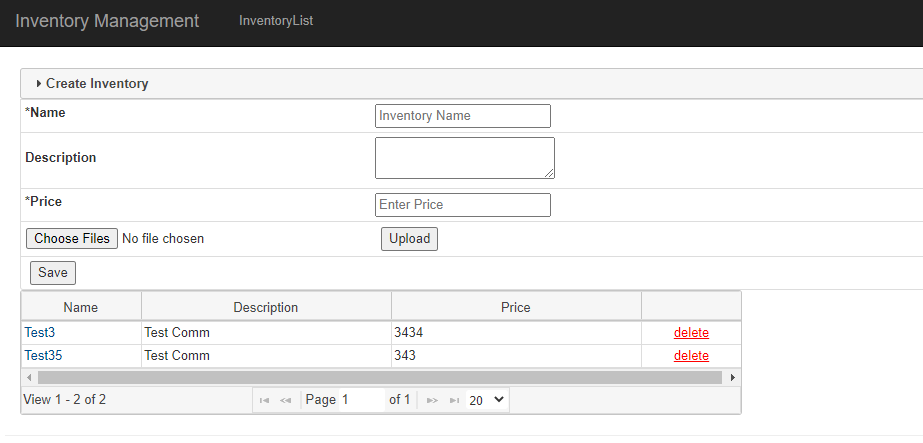 Inventory Management InventoryList
Create Inventory
*Name Inventory Name
Description
*Price Enter Price
Choose Files No file chosen Upload
Save
Name Description Price
Test3 Test Comm 3434 delete
Test35 Test Comm 343 delete
View 1 - 2 of 2 Page 1 of 1 20